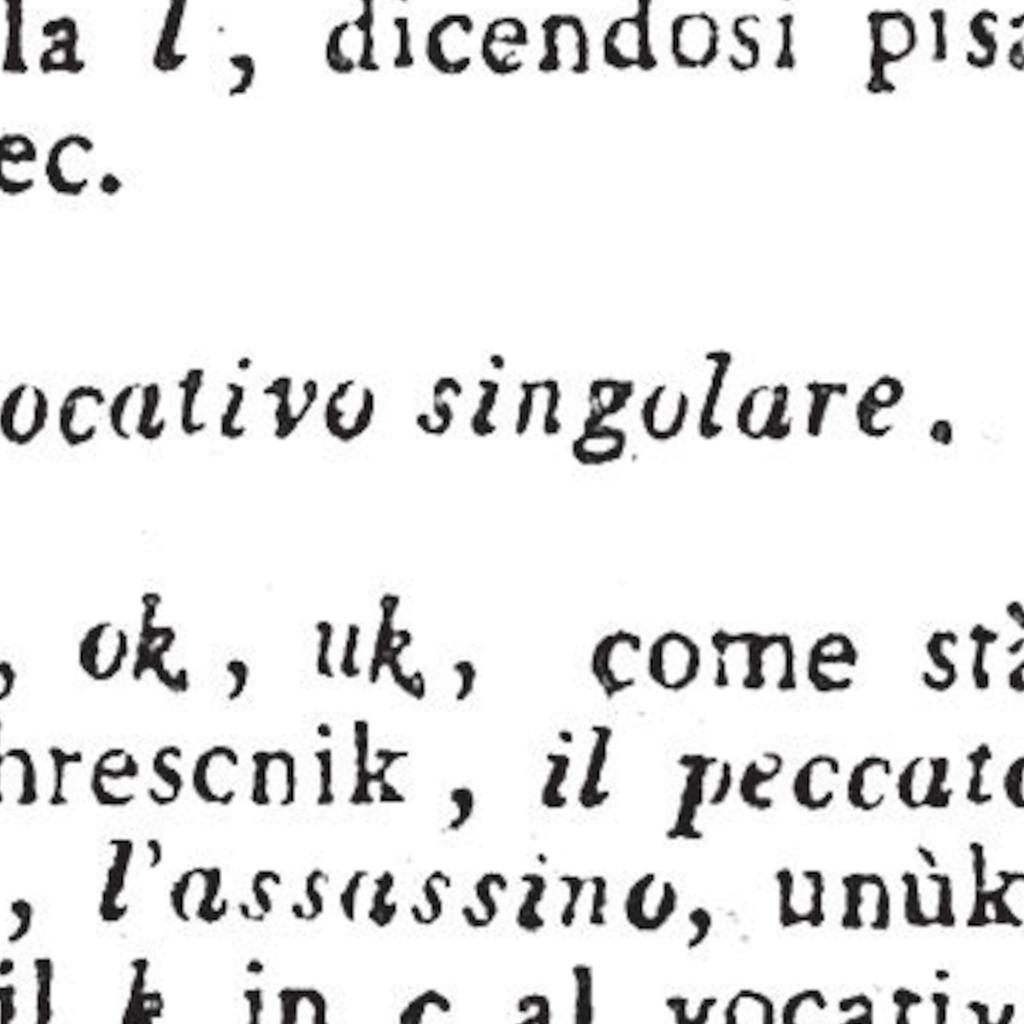 la l, dicendosi pisa
ec.
ocativo singolare.
, ok, uk, come stà
hrescnik, il peccato
, l'assassino, unùk
il k in c al vocativ